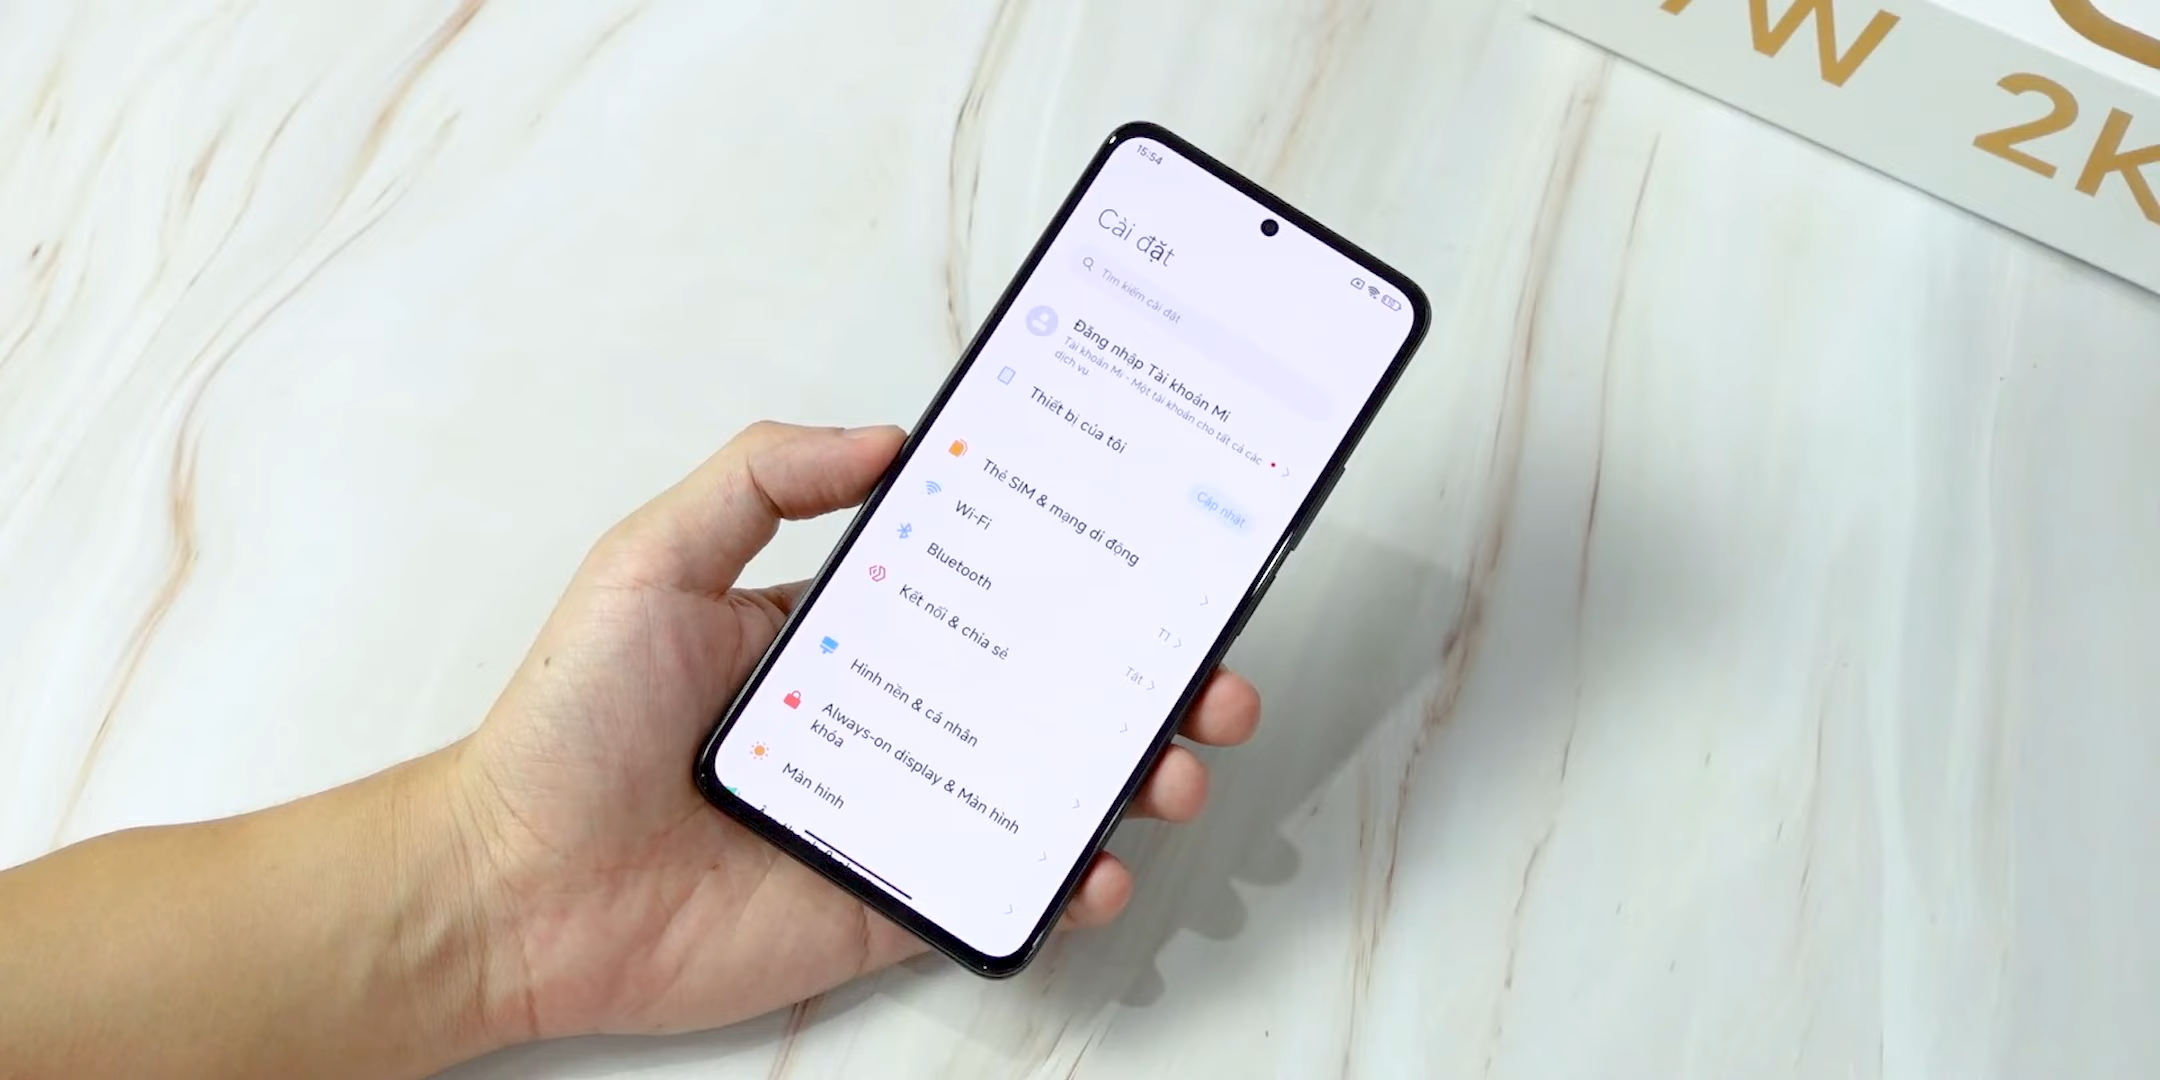 15:54
Cài đặt
Tìm kiếm cài đặt
Đăng nhập Tài khoản Mi
Tài khoản Mi - Một tài khoản cho tất cả các
dịch vụ
Thiết bị của tôi
Cập nhật
Thẻ SIM & mạng di động
Wi-Fi
T1
Bluetooth
Tắt
Kết nối & chia sẻ
Hình nền & cá nhân
Always-on display & Màn hình
khóa
Màn hình
2K